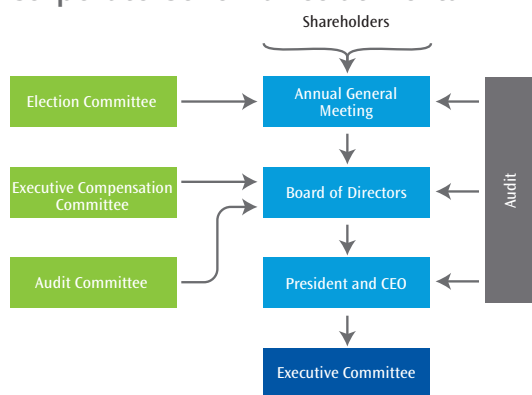 Shareholders
Election Committee
Annual General
Meeting
Executive Compensation
Committee
Board of Directors
Audit
Audit Committee
President and CEO
Executive Committee